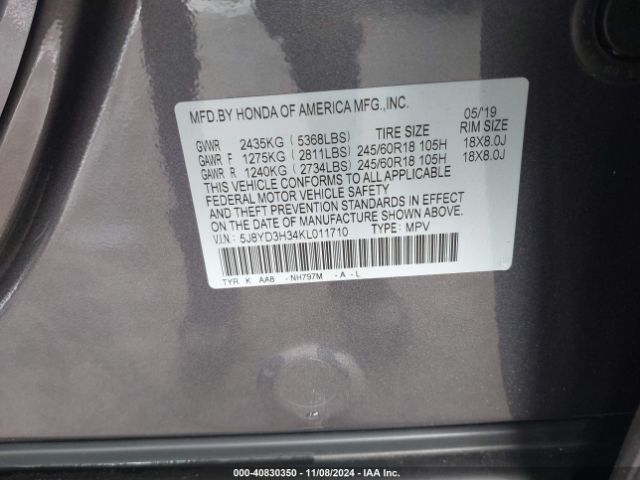 MFD.BY HONDA OF AMERICA MFG.,INC.
05/'19
GVWR 2435KG ( 5368LBS) TIRE SIZE RIM SIZE
GAWR F 1275KG ( 2811LBS) 245/60R18 105H 18X8.0J
GAWR R 1240KG ( 2734LBS) 245/60R18 105H 18X8.0J
THIS VEHICLE CONFORMS TO ALL APPLICABLE
FEDERAL MOTOR VEHICLE SAFETY
AND THEFT PREVENTION STANDARDS IN EFFECT
ON THE DATE OF MANUFACTURE SHOWN ABOVE.
V.I.N: 5J8YD3H34KL011710 TYPE: MPV
TYR K AA8 -NH797M -A -L
000-40830350 | 11/08/2024 | IAA Inc.